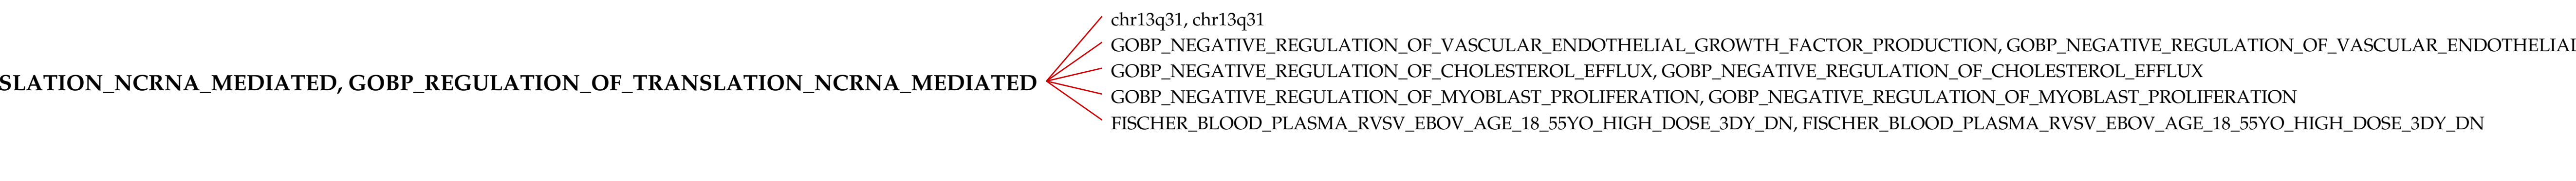 chr13q31, chr13q31
GOBP_NEGATIVE_REGULATION_OF_VASCULAR_ENDOTHELIAL_GROWTH_FACTOR_PRODUCTION, GOBP_NEGATIVE_REGULATION_OF_VASCULAR_ENDOTHELIAL
GOBP_NEGATIVE_REGULATION_OF_CHOLESTEROL_EFFLUX, GOBP_NEGATIVE_REGULATION_OF_CHOLESTEROL_EFFLUX
SLATION_NCRNA_MEDIATED, GOBP_REGULATION_OF_TRANSLATION_NCRNA_MEDIATED
GOBP_NEGATIVE_REGULATION_OF_MYOBLAST_PROLIFERATION, GOBP_NEGATIVE_REGULATION_OF_MYOBLAST_PROLIFERATION
FISCHER_BLOOD_PLASMA_RVSV_EBOV_AGE_18_55YO_HIGH_DOSE_3DY_DN, FISCHER_BLOOD_PLASMA_RVSV_EBOV_AGE_18_55YO_HIGH_DOSE_3DY_DN